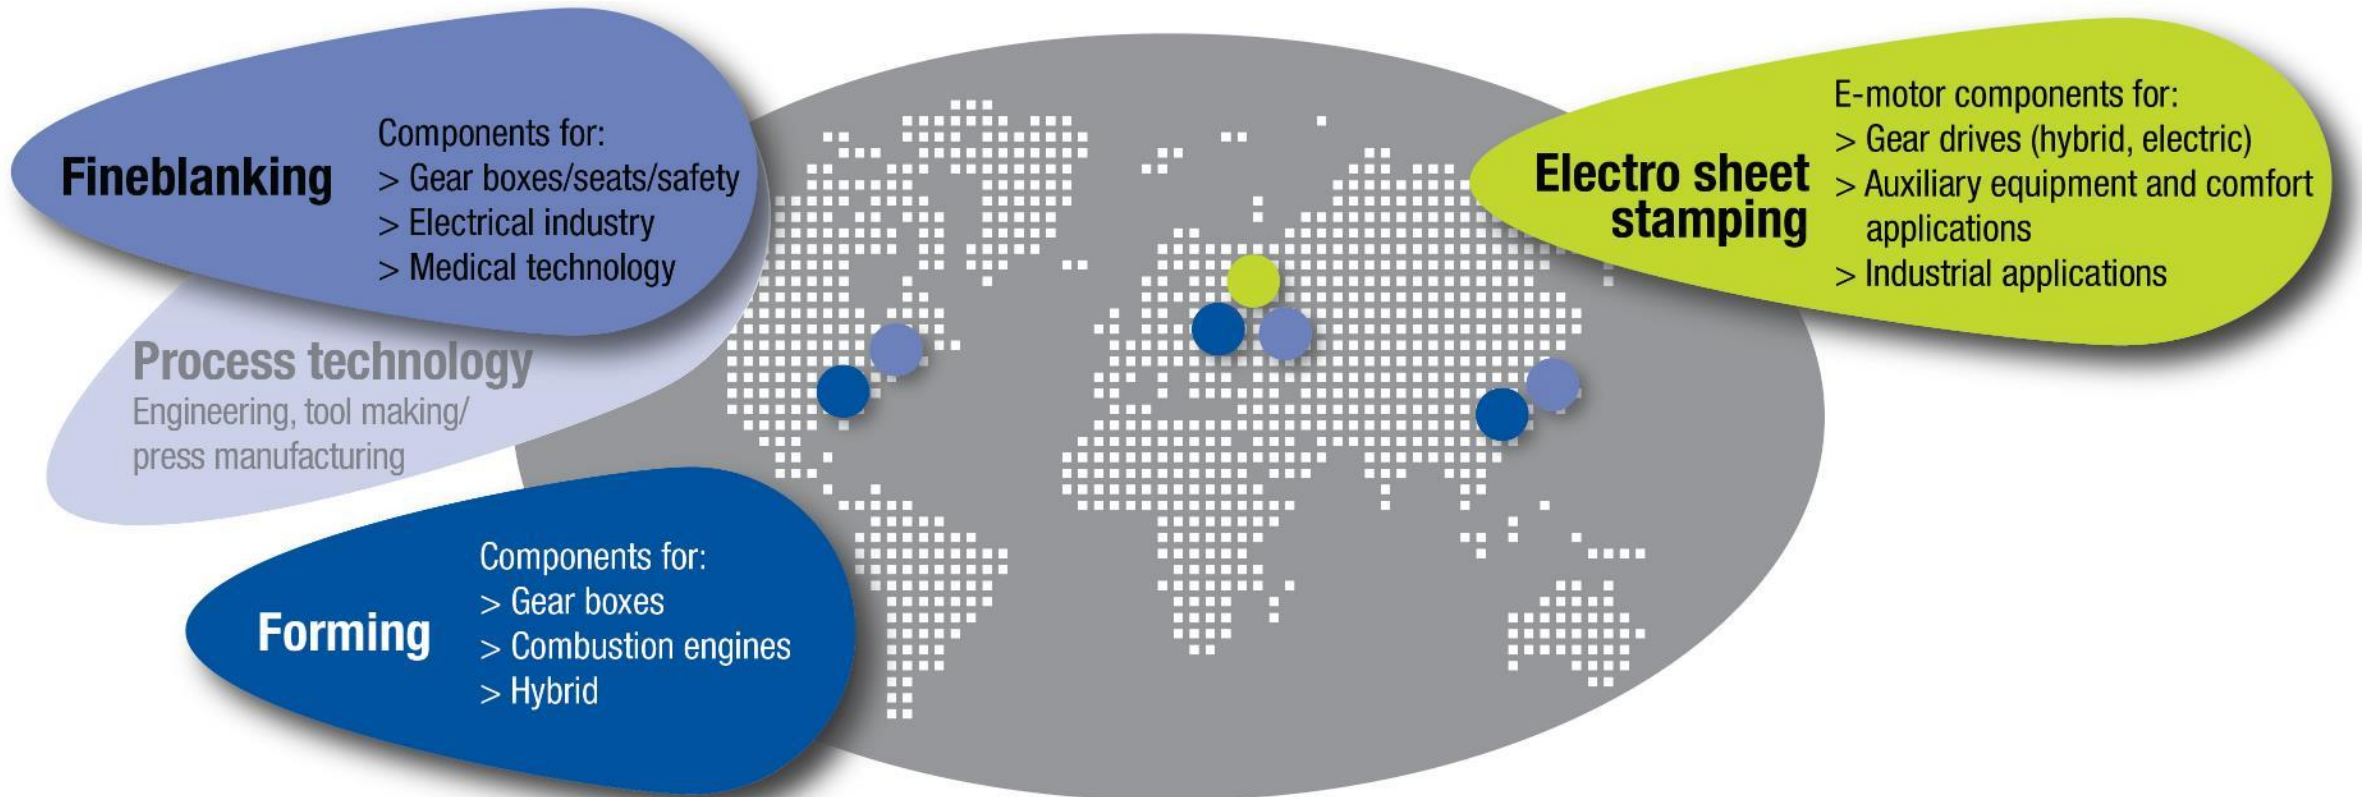 Fineblanking
Components for:
> Gear boxes/seats/safety
> Electrical industry
> Medical technology
Process technology
Engineering, tool making/
press manufacturing
Forming
Components for:
> Gear boxes
> Combustion engines
> Hybrid
Electro sheet
stamping
E-motor components for:
> Gear drives (hybrid, electric)
> Auxiliary equipment and comfort
applications
> Industrial applications